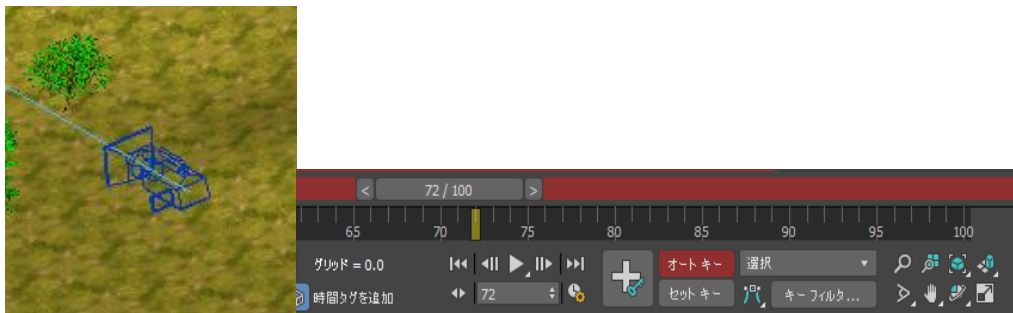 < 72 / 100 >
65 70 75 80 85 90 95 100
グリッド = 0.0 オート キー 選択
時間タグを追加 72 セット キー キー フィルタ...